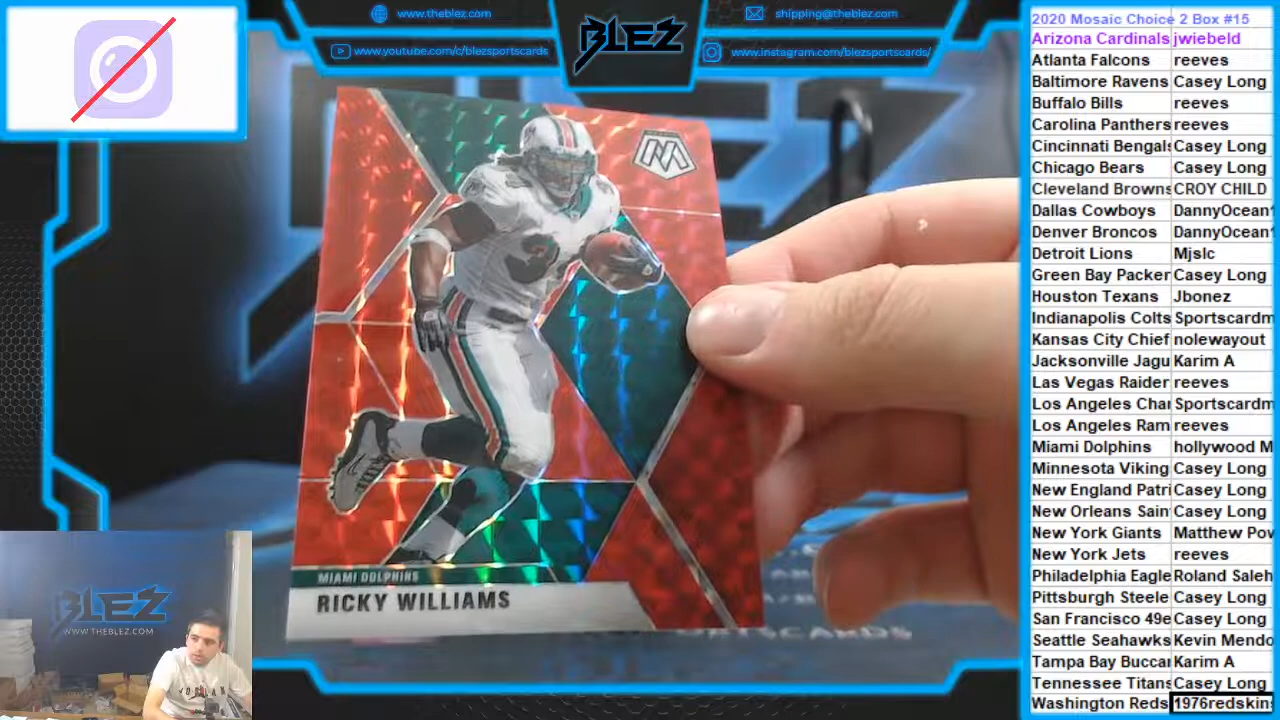 www.theblez.com
www.youtube.com/c/blezsportscards
BLEZ
shipping@theblez.com
www.instagram.com/blezsportscards/
MIAMI DOLPHINS
RICKY WILLIAMS
BLEZ
WWW.THEBLEZ.COM
JORDAN
2020 Mosaic Choice 2 Box #15
Arizona Cardinals jwiebeld
Atlanta Falcons reeves
Baltimore Ravens Casey Long
Buffalo Bills reeves
Carolina Panthers reeves
Cincinnati Bengals Casey Long
Chicago Bears Casey Long
Cleveland Browns CROY CHILD
Dallas Cowboys DannyOcean
Denver Broncos DannyOcean
Detroit Lions Mjslc
Green Bay Packer Casey Long
Houston Texans Jbonez
Indianapolis Colts Sportscardm
Kansas City Chief nolewayout
Jacksonville Jagu Karim A
Las Vegas Raider reeves
Los Angeles Char Sportscardm
Los Angeles Ram reeves
Miami Dolphins hollywood M
Minnesota Viking Casey Long
New England Patri Casey Long
New Orleans Sain Casey Long
New York Giants Matthew Pow
New York Jets reeves
Philadelphia Eagle Roland Saleh
Pittsburgh Steele Casey Long
San Francisco 49e Casey Long
Seattle Seahawks Kevin Mendo
Tampa Bay Buccar Karim A
Tennessee Titans Casey Long
Washington Reds 1976redskins